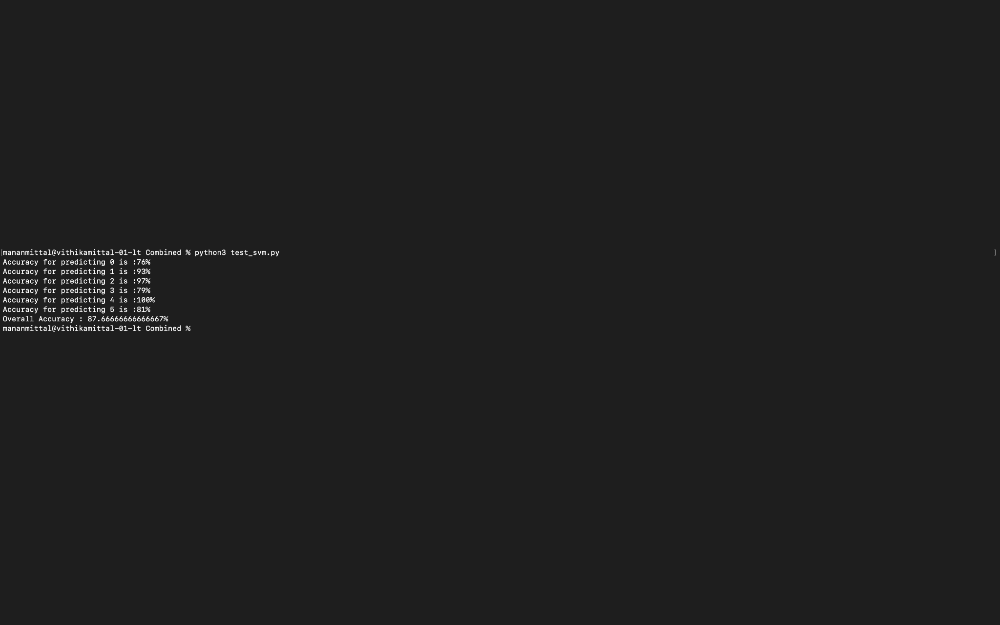 [mananmittal@vithikamittal-01-lt Combined % python3 test_svm.py ]
Accuracy for predicting 0 is :76%
Accuracy for predicting 1 is :93%
Accuracy for predicting 2 is :97%
Accuracy for predicting 3 is :79%
Accuracy for predicting 4 is :100%
Accuracy for predicting 5 is :81%
Overall Accuracy : 87.66666666666667%
mananmittal@vithikamittal-01-lt Combined %